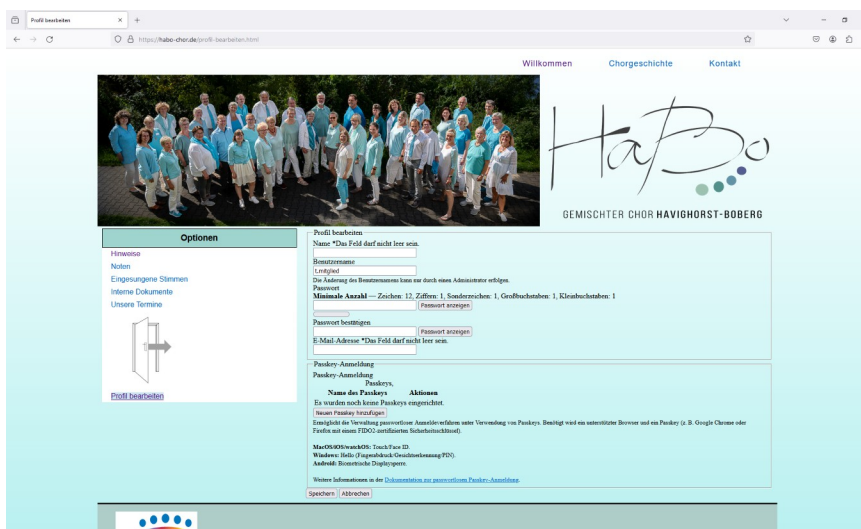 Profil bearbeiten
https://habo-chor.de/profil-bearbeiten.html
Willkommen Chorgeschichte Kontakt
HaBo
GEMISCHTER CHOR HAVIGHORST-BOBERG
Optionen
Hinweise
Noten
Eingesungene Stimmen
Interne Dokumente
Unsere Termine
Profil bearbeiten
Profil bearbeiten
Name *Das Feld darf nicht leer sein.
Benutzername
t.mitglied
Die Änderung des Benutzernamens kann nur durch einen Administrator erfolgen.
Passwort
Minimale Anzahl — Zeichen: 12, Ziffern: 1, Sonderzeichen: 1, Großbuchstaben: 1, Kleinbuchstaben: 1
Passwort anzeigen
Passwort bestätigen
Passwort anzeigen
E-Mail-Adresse *Das Feld darf nicht leer sein.
Passkey-Anmeldung
Passkey-Anmeldung
Passkeys,
Name des Passkeys Aktionen
Es wurden noch keine Passkeys eingerichtet.
Neuen Passkey hinzufügen
Ermöglicht die Verwaltung passwortloser Anmeldeverfahren unter Verwendung von Passkeys. Benötigt wird ein unterstützter Browser und ein Passkey (z. B. Google Chrome oder
Firefox mit einem FIDO2-zertifizierten Sicherheitsschlüssel).
MacOS/iOS/watchOS: Touch/Face ID.
Windows: Hello (Fingerabdruck/Gesichtserkennung/PIN).
Android: Biometrische Displaysperre.
Weitere Informationen in der Dokumentation zur passwortlosen Passkey-Anmeldung.
Speichern Abbrechen